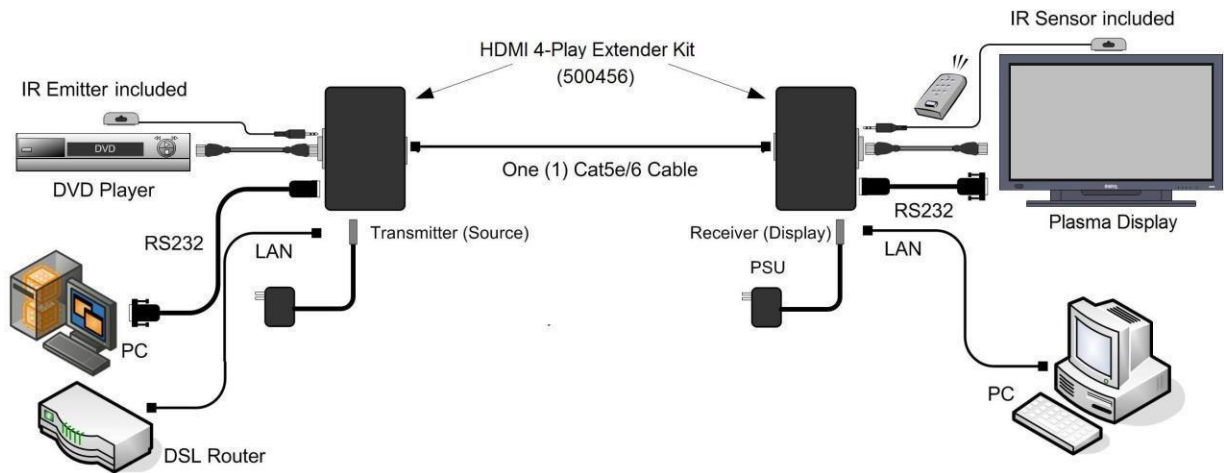 IR Sensor included
HDMI 4-Play Extender Kit
(500456)
IR Emitter included
DVD
DVD Player
One (1) Cat5e/6 Cable
RS232
Plasma Display
RS232
LAN
Transmitter (Source)
Receiver (Display)
LAN
PSU
PC
PC
DSL Router